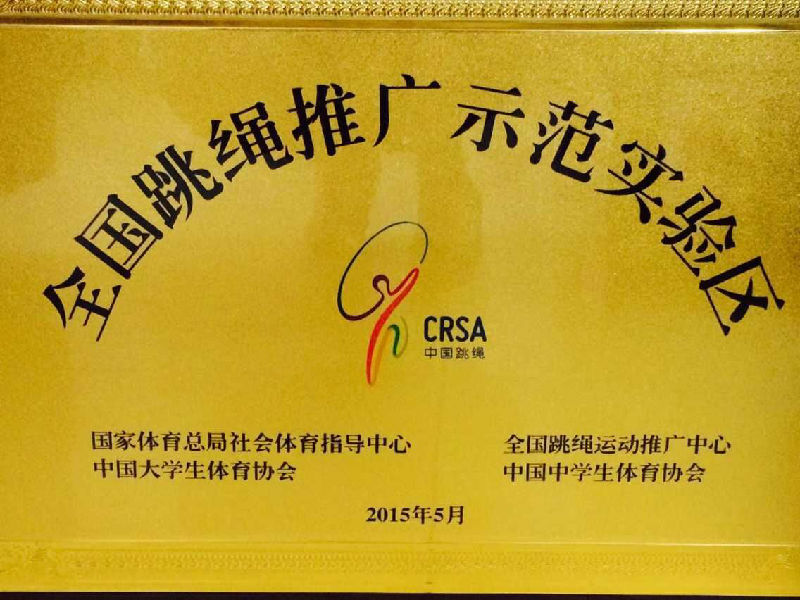 全国跳绳推广示范实验区
CRSA
中国跳绳
国家体育总局社会体育指导中心
全国跳绳运动推广中心
中国大学生体育协会
中国中学生体育协会
2015年5月